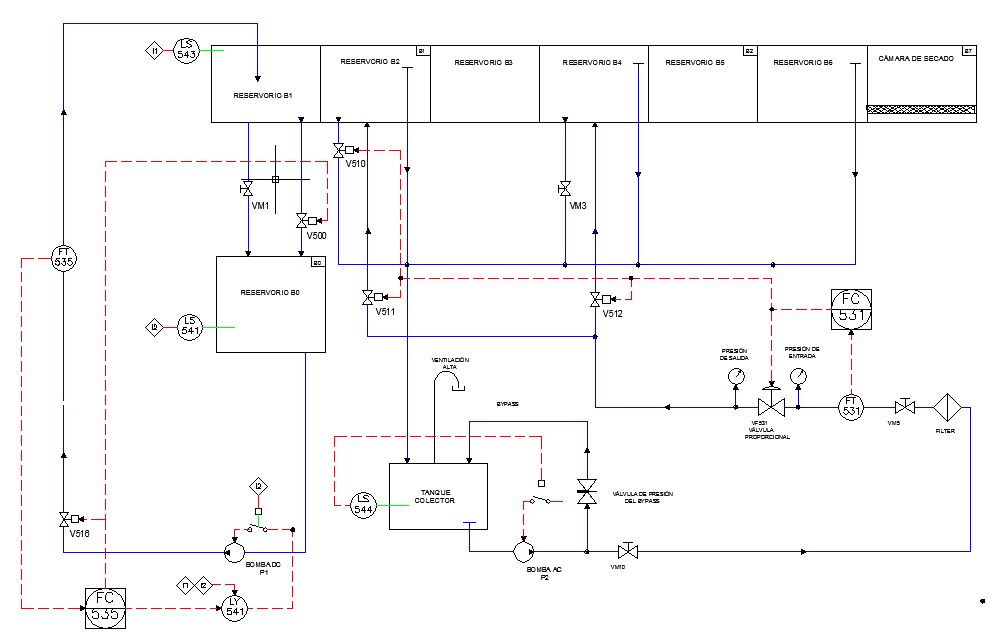 I1
LS
543
RESERVORIO B1
RESERVORIO B2
B1
RESERVORIO B3
RESERVORIO B4
RESERVORIO B5
B2
RESERVORIO B6
CÁMARA DE SECADO
B7
V510
VM1
V500
VM3
FT
535
B0
RESERVORIO B0
I2
LS
541
V511
V512
FC
531
VENTILACIÓN
ALTA
PRESIÓN
DE SALIDA
PRESIÓN DE
ENTRADA
BYPASS
FT
531
VM5
FILTER
VF531
VÁLVULA
PROPORCIONAL
TANQUE
COLECTOR
LS
544
VÁLVULA DE PRESIÓN
DEL BYPASS
I2
V516
BOMBA DC
P1
BOMBA AC
P2
VM10
FC
535
I1
I2
LY
541